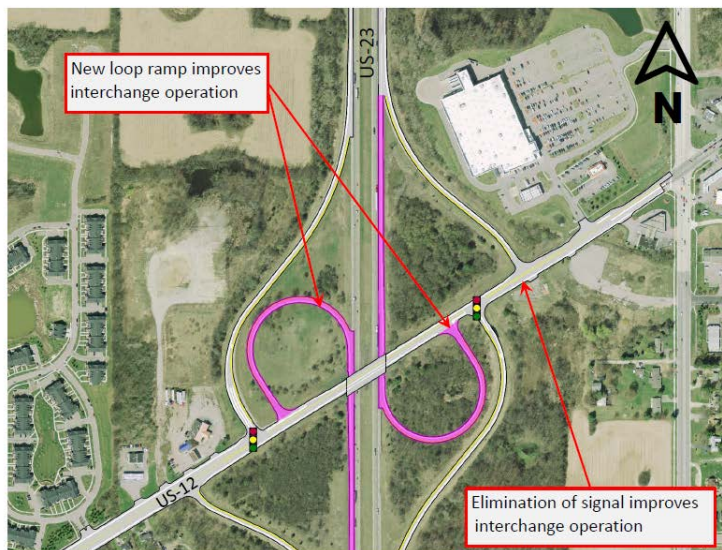 New loop ramp improves
interchange operation
US-23
N
US-12
Elimination of signal improves
interchange operation